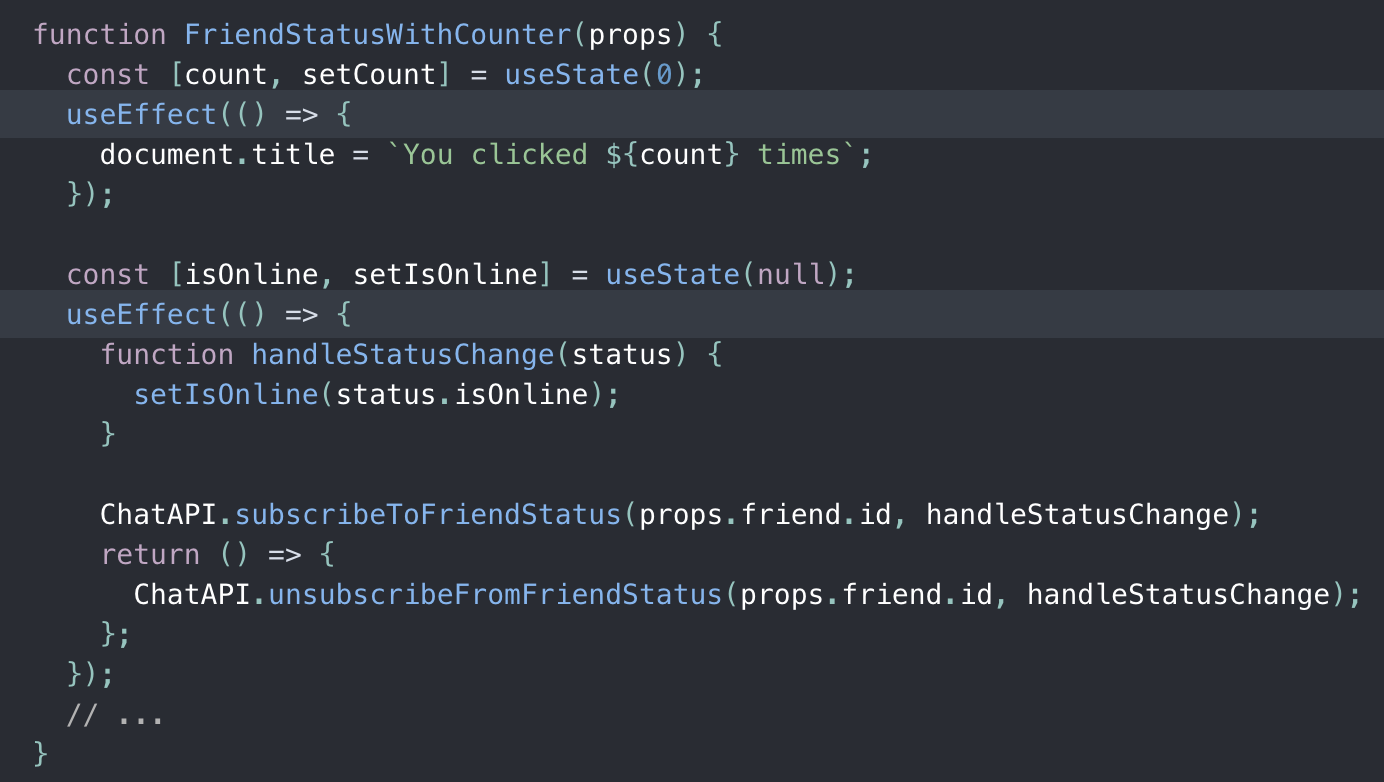 function FriendStatusWithCounter(props) {
  const [count, setCount] = useState(0);
  useEffect(() => {
    document.title = `You clicked ${count} times`;
  });

  const [isOnline, setIsOnline] = useState(null);
  useEffect(() => {
    function handleStatusChange(status) {
      setIsOnline(status.isOnline);
    }

    ChatAPI.subscribeToFriendStatus(props.friend.id, handleStatusChange);
    return () => {
      ChatAPI.unsubscribeFromFriendStatus(props.friend.id, handleStatusChange);
    };
  });
  // ...
}